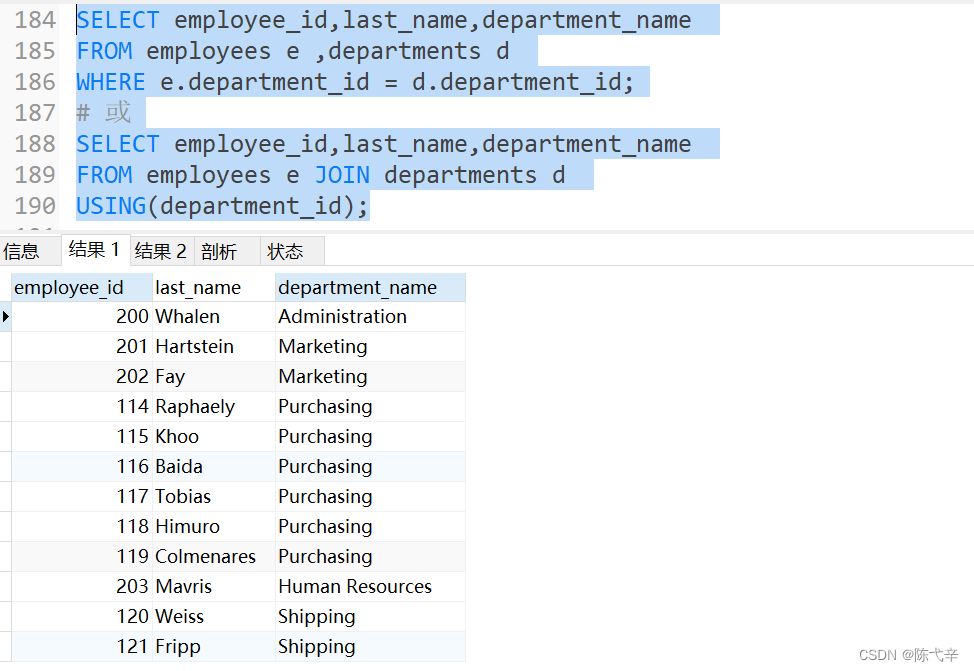 184 SELECT employee_id,last_name,department_name
185 FROM employees e ,departments d
186 WHERE e.department_id = d.department_id;
187 # 或
188 SELECT employee_id,last_name,department_name
189 FROM employees e JOIN departments d
190 USING(department_id);
信息 结果 1 结果 2 剖析 状态
employee_id last_name department_name
200 Whalen Administration
201 Hartstein Marketing
202 Fay Marketing
114 Raphaely Purchasing
115 Khoo Purchasing
116 Baida Purchasing
117 Tobias Purchasing
118 Himuro Purchasing
119 Colmenares Purchasing
203 Mavris Human Resources
120 Weiss Shipping
121 Fripp Shipping
CSDN @陈弋辛